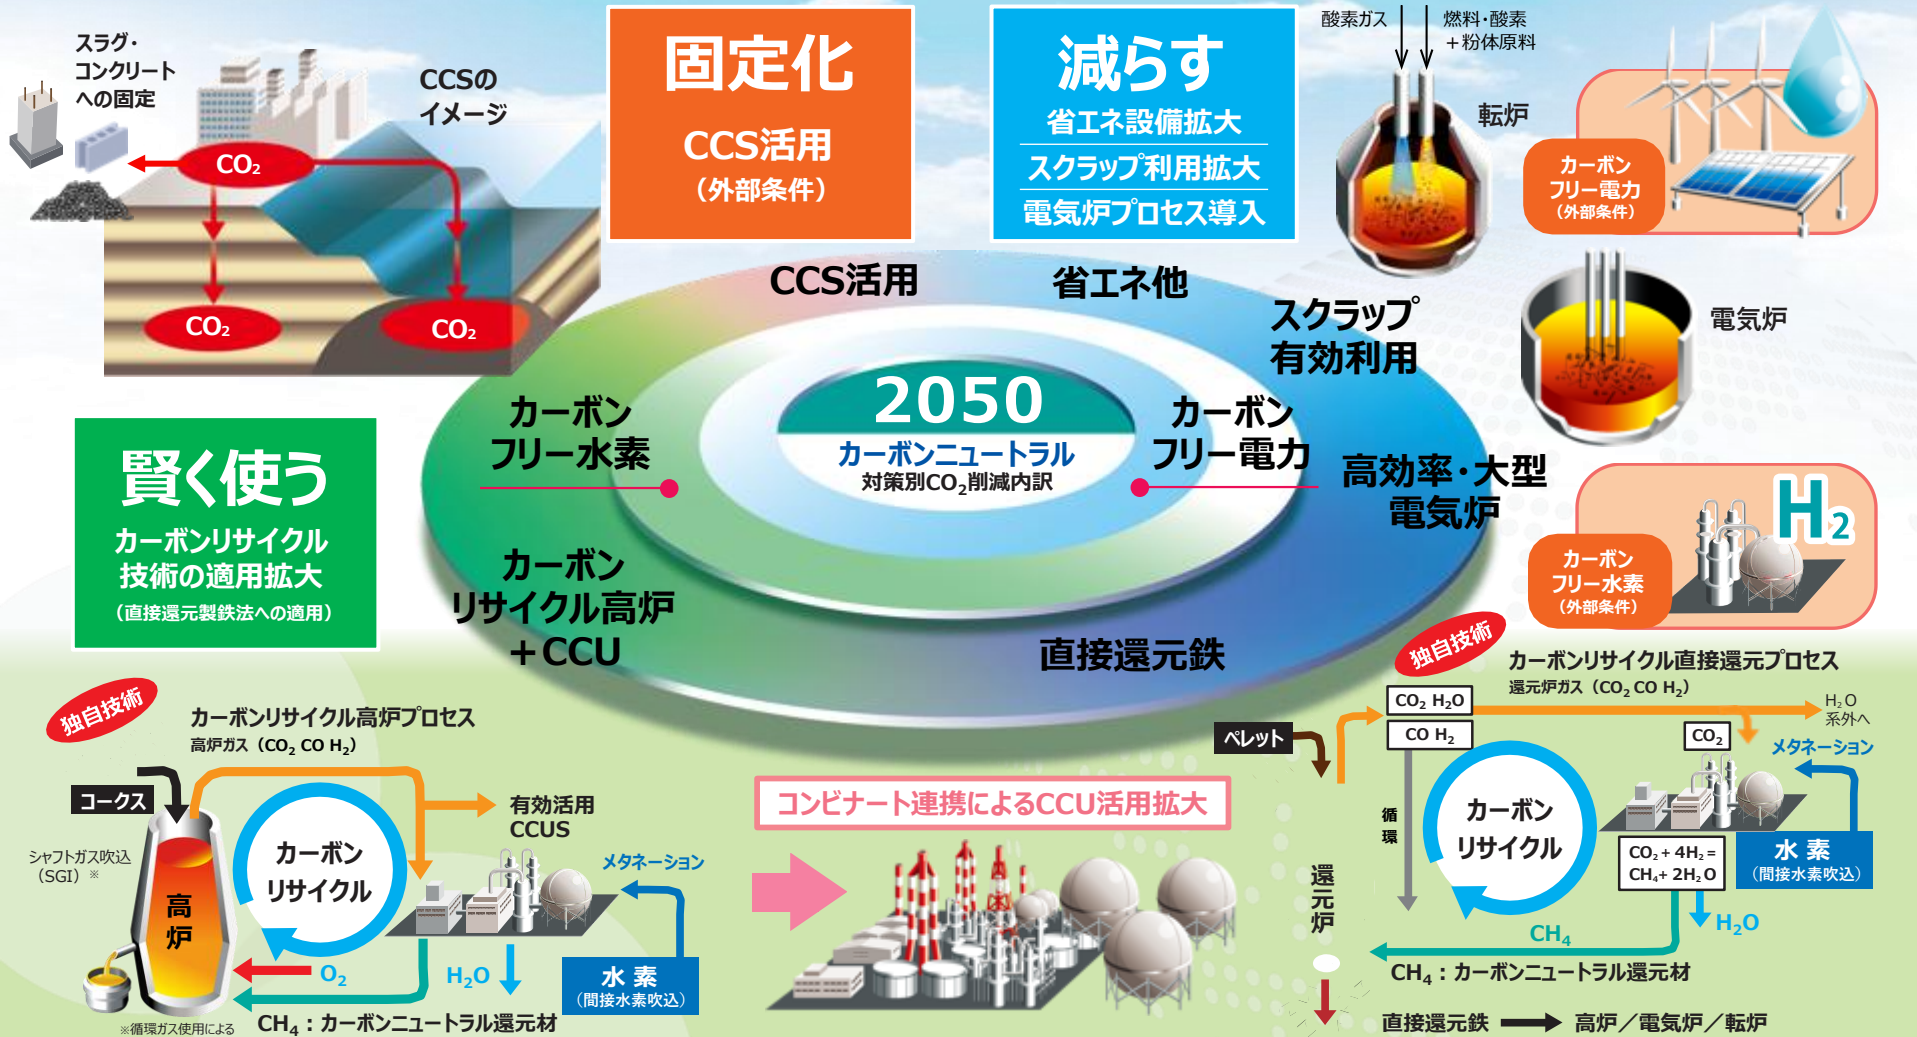 スラグ・
コンクリート
への固定
CCSの
イメージ
CO₂
CO₂
CO₂
固定化
CCS活用
（外部条件）
減らす
省エネ設備拡大
スクラップ利用拡大
電気炉プロセス導入
酸素ガス
燃料・酸素
＋粉体原料
転炉
カーボン
フリー電力
（外部条件）
電気炉
CCS活用
省エネ他
スクラップ
有効利用
カーボン
フリー水素
2050
カーボンニュートラル
対策別CO₂削減内訳
カーボン
フリー電力
高効率・大型
電気炉
カーボン
リサイクル高炉
＋CCU
直接還元鉄
賢く使う
カーボンリサイクル
技術の適用拡大
（直接還元製鉄法への適用）
H₂
カーボン
フリー水素
（外部条件）
独自技術
カーボンリサイクル高炉プロセス
高炉ガス（CO₂ CO H₂）
コークス
シャフトガス吹込
（SGI）※
高
炉
カーボン
リサイクル
有効活用
CCUS
メタネーション
O₂
H₂O
水 素
（間接水素吹込）
※循環ガス使用による
CH₄：カーボンニュートラル還元材
コンビナート連携によるCCU活用拡大
独自技術
カーボンリサイクル直接還元プロセス
還元炉ガス（CO₂ CO H₂）
CO₂ H₂O
CO H₂
H₂O
系外へ
ペレット
CO₂
メタネーション
循
環
カーボン
リサイクル
CO₂ + 4H₂ =
CH₄ + 2H₂O
水 素
（間接水素吹込）
還
元
炉
H₂O
CH₄
CH₄：カーボンニュートラル還元材
直接還元鉄
高炉／電気炉／転炉